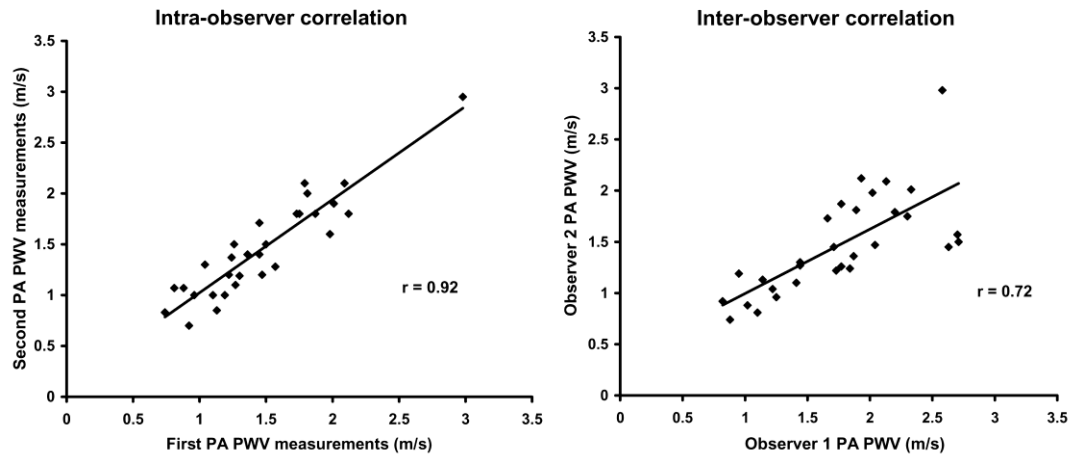 Intra-observer correlation
Second PA PWV measurements (m/s)
3.5
3
2.5
2
1.5
1
0.5
0
r = 0.92
0 0.5 1 1.5 2 2.5 3 3.5
First PA PWV measurements (m/s)
Inter-observer correlation
Observer 2 PA PWV (m/s)
3.5
3
2.5
2
1.5
1
0.5
0
r = 0.72
0 0.5 1 1.5 2 2.5 3 3.5
Observer 1 PA PWV (m/s)